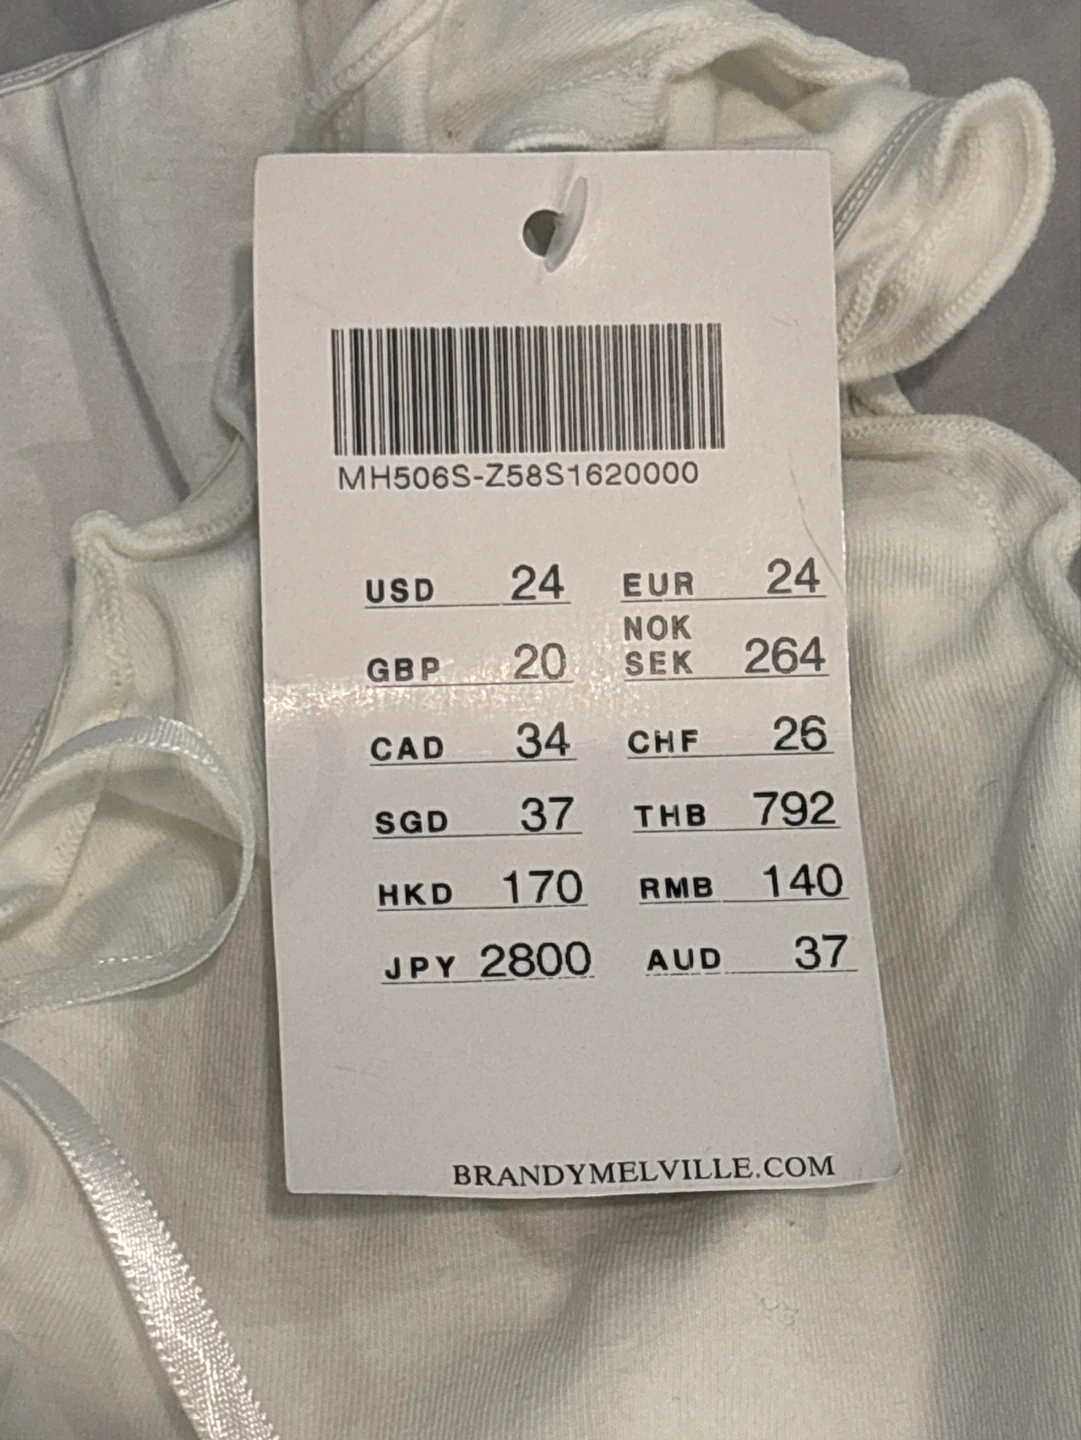 MH506S-Z58S1620000
USD 24 EUR 24
NOK
GBP 20 SEK 264
CAD 34 CHF 26
SGD 37 THB 792
HKD 170 RMB 140
JPY 2800 AUD 37
BRANDYMELVILLE.COM